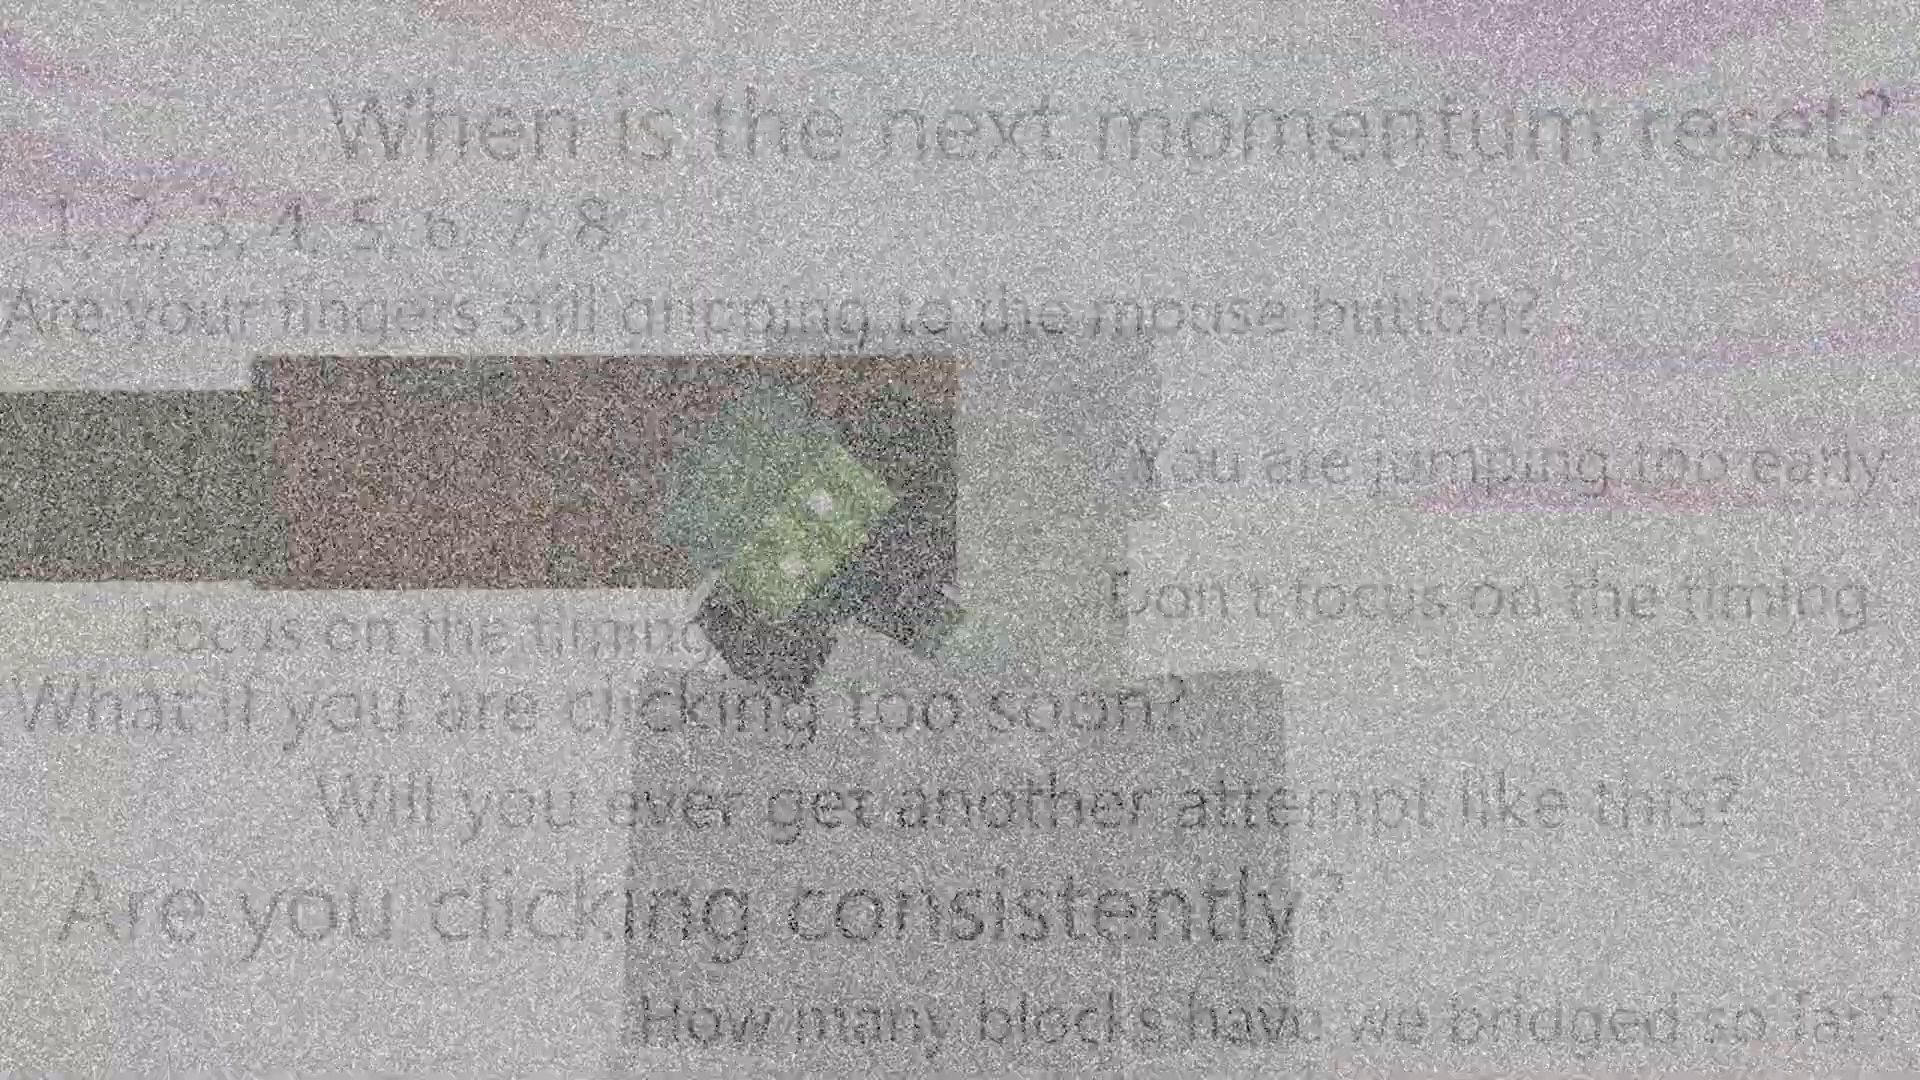 When is the next momentum reset?
1, 2, 3, 4, 5, 6, 7, 8
Are your fingers still gripping to the mouse button?
You are jumping too early.
Don't focus on the timing
Focus on the timing
What if you are clicking too soon?
Will you ever get another attempt like this?
Are you clicking consistently?
How many blocks have we bridged so far?